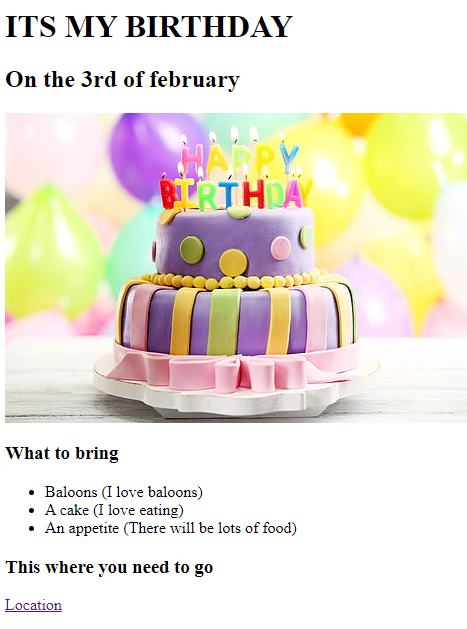 ITS MY BIRTHDAY
On the 3rd of february
HAPPY
BIRTHDAY
What to bring
Baloons (I love baloons)
A cake (I love eating)
An appetite (There will be lots of food)
This where you need to go
Location